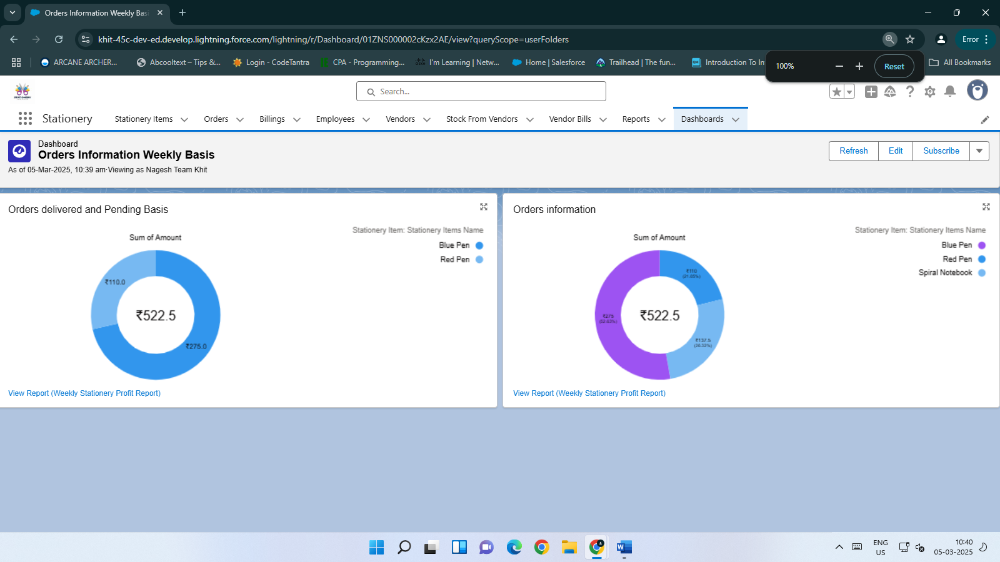 Orders Information Weekly Basi
khit-45c-dev-ed.develop.lightning.force.com/lightning/r/Dashboard/01ZNS000002cKzx2AE/view?queryScope=userFolders
Error
ARCANE ARCHER...
Abcooltext – Tips &...
Login - CodeTantra
CPA - Programming...
I'm Learning | Netw...
Home | Salesforce
Trailhead | The fun...
Introduction To In
All Bookmarks
100%
Reset
STATIONERY
Search...
Stationery
Stationery Items
Orders
Billings
Employees
Vendors
Stock From Vendors
Vendor Bills
Reports
Dashboards
Dashboard
Orders Information Weekly Basis
As of 05-Mar-2025, 10:39 am·Viewing as Nagesh Team Khit
Refresh
Edit
Subscribe
Orders delivered and Pending Basis
Stationery Item: Stationery Items Name
Sum of Amount
Blue Pen
Red Pen
₹110.0
₹522.5
₹275.0
View Report (Weekly Stationery Profit Report)
Orders information
Stationery Item: Stationery Items Name
Sum of Amount
Blue Pen
Red Pen
Spiral Notebook
₹110
(21.05%)
₹522.5
₹275
(52.63%)
₹137.5
(26.32%)
View Report (Weekly Stationery Profit Report)
ENG
US
10:40
05-03-2025